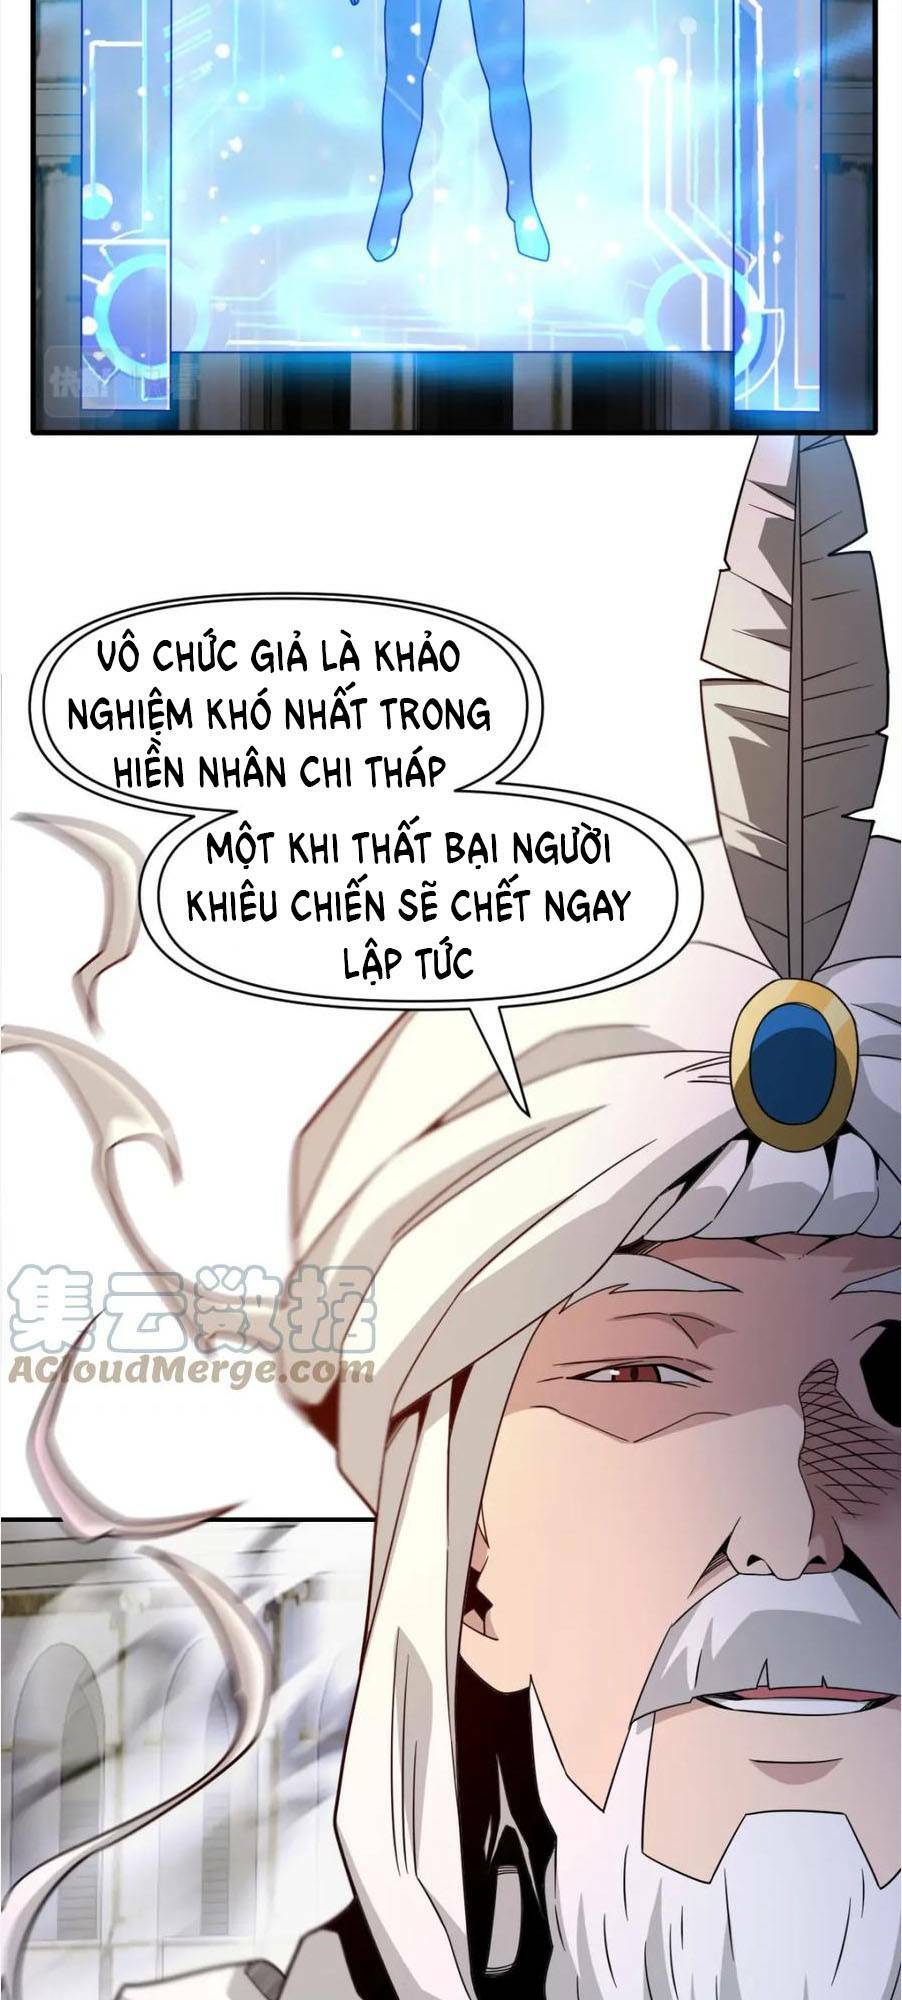 VÔ CHỨC GIẢ LÀ KHẢO
NGHIỆM KHÓ NHẤT TRONG
HIỀN NHÂN CHI THÁP
MỘT KHI THẤT BẠI NGƯỜI
KHIÊU CHIẾN SẼ CHẾT NGAY
LẬP TỨC
集云数据
ACloudMerge.com